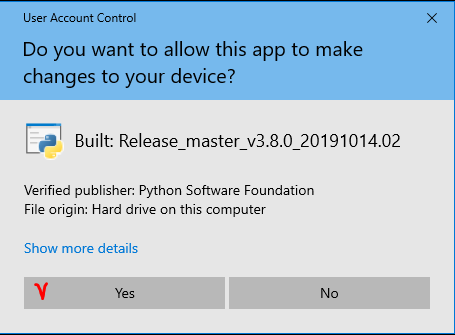 User Account Control
Do you want to allow this app to make
changes to your device?
Built: Release_master_v3.8.0_20191014.02
Verified publisher: Python Software Foundation
File origin: Hard drive on this computer
Show more details
Yes
No